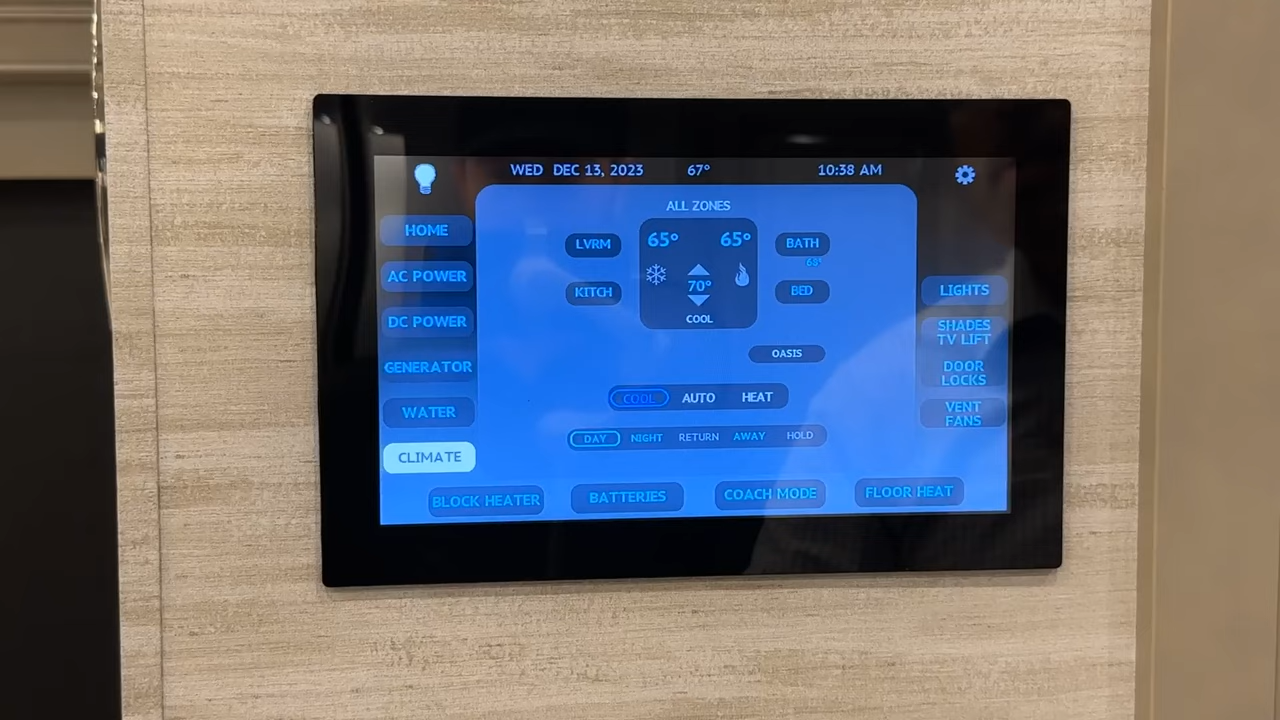 WED DEC 13, 2023 67° 10:38 AM
HOME
AC POWER
DC POWER
GENERATOR
WATER
CLIMATE
ALL ZONES
LVRM
KITCH
65° 65°
70°
COOL
BATH
BED
OASIS
COOL AUTO HEAT
DAY NIGHT RETURN AWAY HOLD
LIGHTS
SHADES
TV LIFT
DOOR
LOCKS
VENT
FANS
BLOCK HEATER BATTERIES COACH MODE FLOOR HEAT